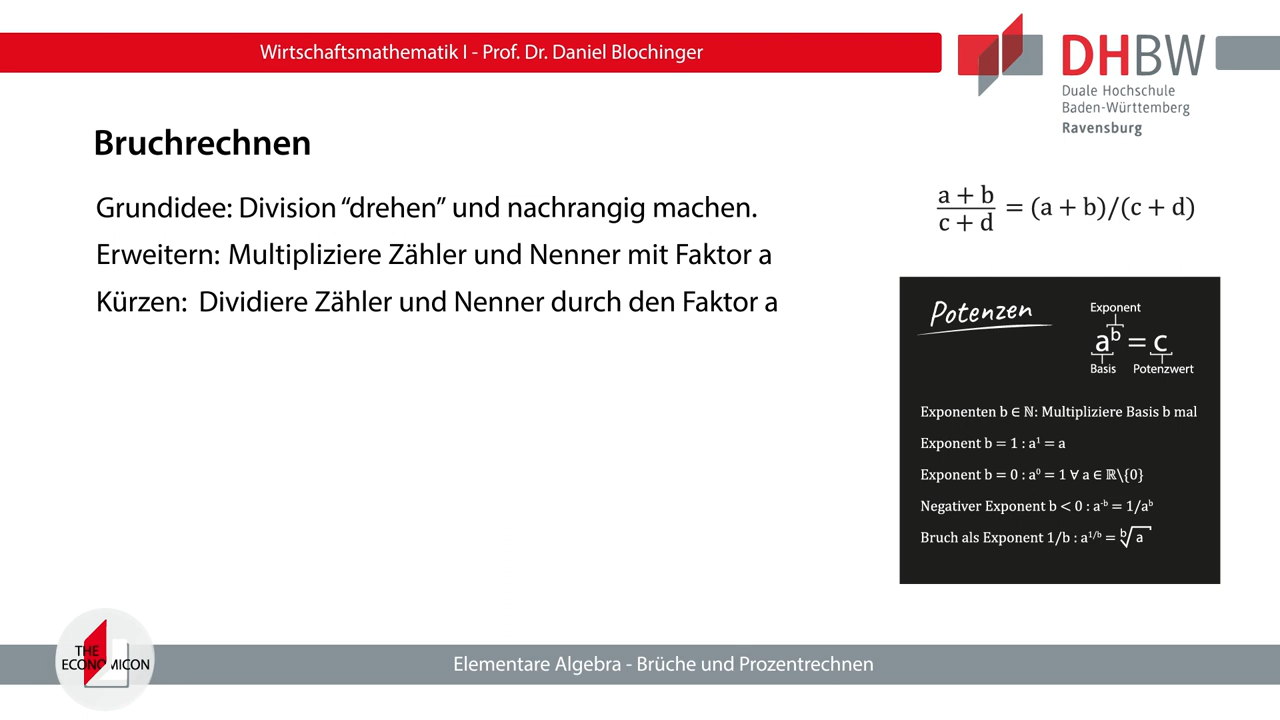 Wirtschaftsmathematik I - Prof. Dr. Daniel Blochinger
DHBW
Duale Hochschule
Baden-Württemberg
Ravensburg
Bruchrechnen
Grundidee: Division “drehen” und nachrangig machen.
Erweitern: Multipliziere Zähler und Nenner mit Faktor a
Kürzen: Dividiere Zähler und Nenner durch den Faktor a
a + b
c + d
= (a + b)/(c + d)
Potenzen
Exponent
aᵇ = c
Basis Potenzwert
Exponenten b ∈ ℕ: Multipliziere Basis b mal
Exponent b = 1 : a¹ = a
Exponent b = 0 : a⁰ = 1 ∀ a ∈ ℝ\{0}
Negativer Exponent b < 0 : a⁻ᵇ = 1/aᵇ
Bruch als Exponent 1/b : a¹ᐟᵇ = ᵇ√a
THE
ECONOMICON
Elementare Algebra - Brüche und Prozentrechnen